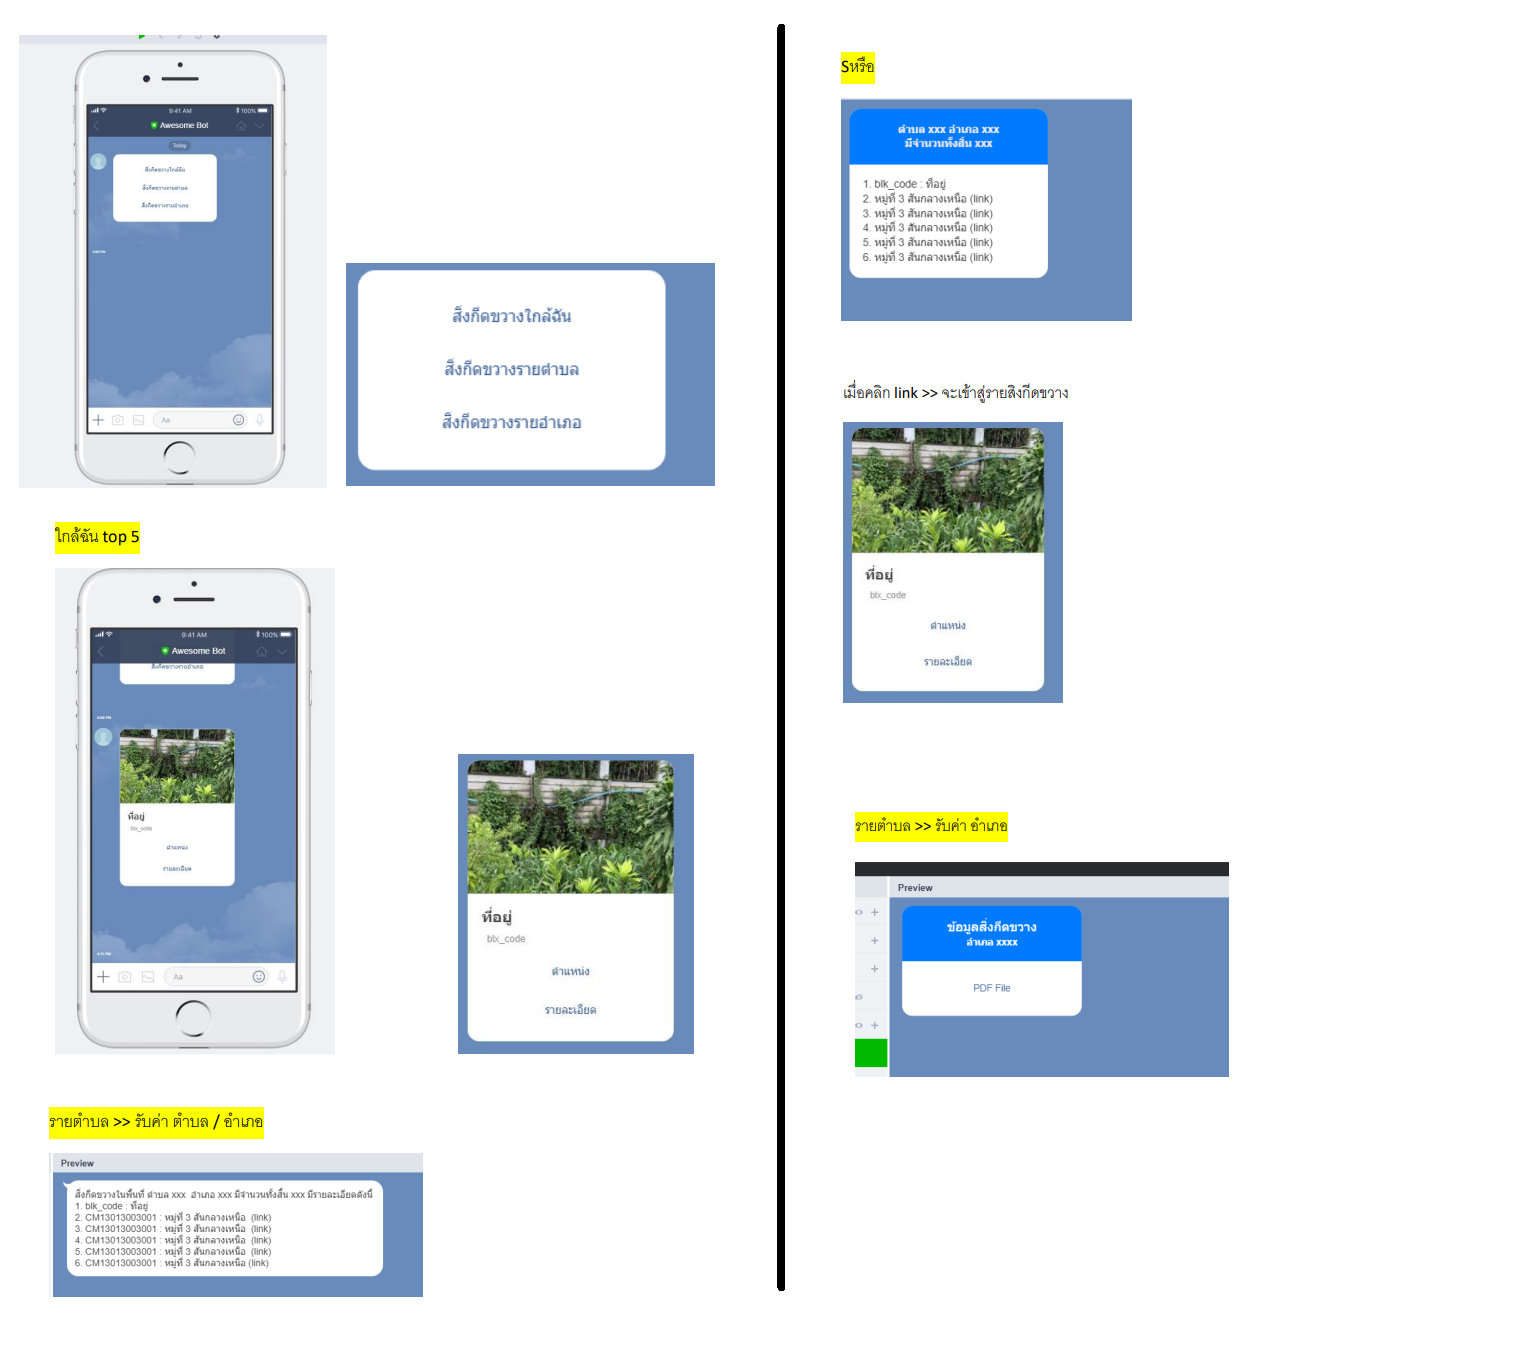 9:41 AM
100%
Awesome Bot
Today
สิ่งกีดขวางใกล้ฉัน
สิ่งกีดขวางรายตำบล
สิ่งกีดขวางรายอำเภอ
Aa
สิ่งกีดขวางใกล้ฉัน
สิ่งกีดขวางรายตำบล
สิ่งกีดขวางรายอำเภอ
ใกล้ฉัน top 5
9:41 AM
100%
Awesome Bot
สิ่งกีดขวางรายอำเภอ
ที่อยู่
blx_code
ตำแหน่ง
รายละเอียด
Aa
ที่อยู่
blx_code
ตำแหน่ง
รายละเอียด
รายตำบล >> รับค่า ตำบล / อำเภอ
Preview
สิ่งกีดขวางในพื้นที่ ตำบล xxx อำเภอ xxx มีจำนวนทั้งสิ้น xxx มีรายละเอียดดังนี้
1. blk_code : ที่อยู่
2. CM13013003001 : หมู่ที่ 3 สันกลางเหนือ (link)
3. CM13013003001 : หมู่ที่ 3 สันกลางเหนือ (link)
4. CM13013003001 : หมู่ที่ 3 สันกลางเหนือ (link)
5. CM13013003001 : หมู่ที่ 3 สันกลางเหนือ (link)
6. CM13013003001 : หมู่ที่ 3 สันกลางเหนือ (link)
Sหรือ
ตำบล xxx อำเภอ xxx
มีจำนวนทั้งสิ้น xxx
1. blk_code : ที่อยู่
2. หมู่ที่ 3 สันกลางเหนือ (link)
3. หมู่ที่ 3 สันกลางเหนือ (link)
4. หมู่ที่ 3 สันกลางเหนือ (link)
5. หมู่ที่ 3 สันกลางเหนือ (link)
6. หมู่ที่ 3 สันกลางเหนือ (link)
เมื่อคลิก link >> จะเข้าสู่รายสิ่งกีดขวาง
ที่อยู่
blx_code
ตำแหน่ง
รายละเอียด
รายตำบล >> รับค่า อำเภอ
Preview
ข้อมูลสิ่งกีดขวาง
อำเภอ xxxx
PDF File